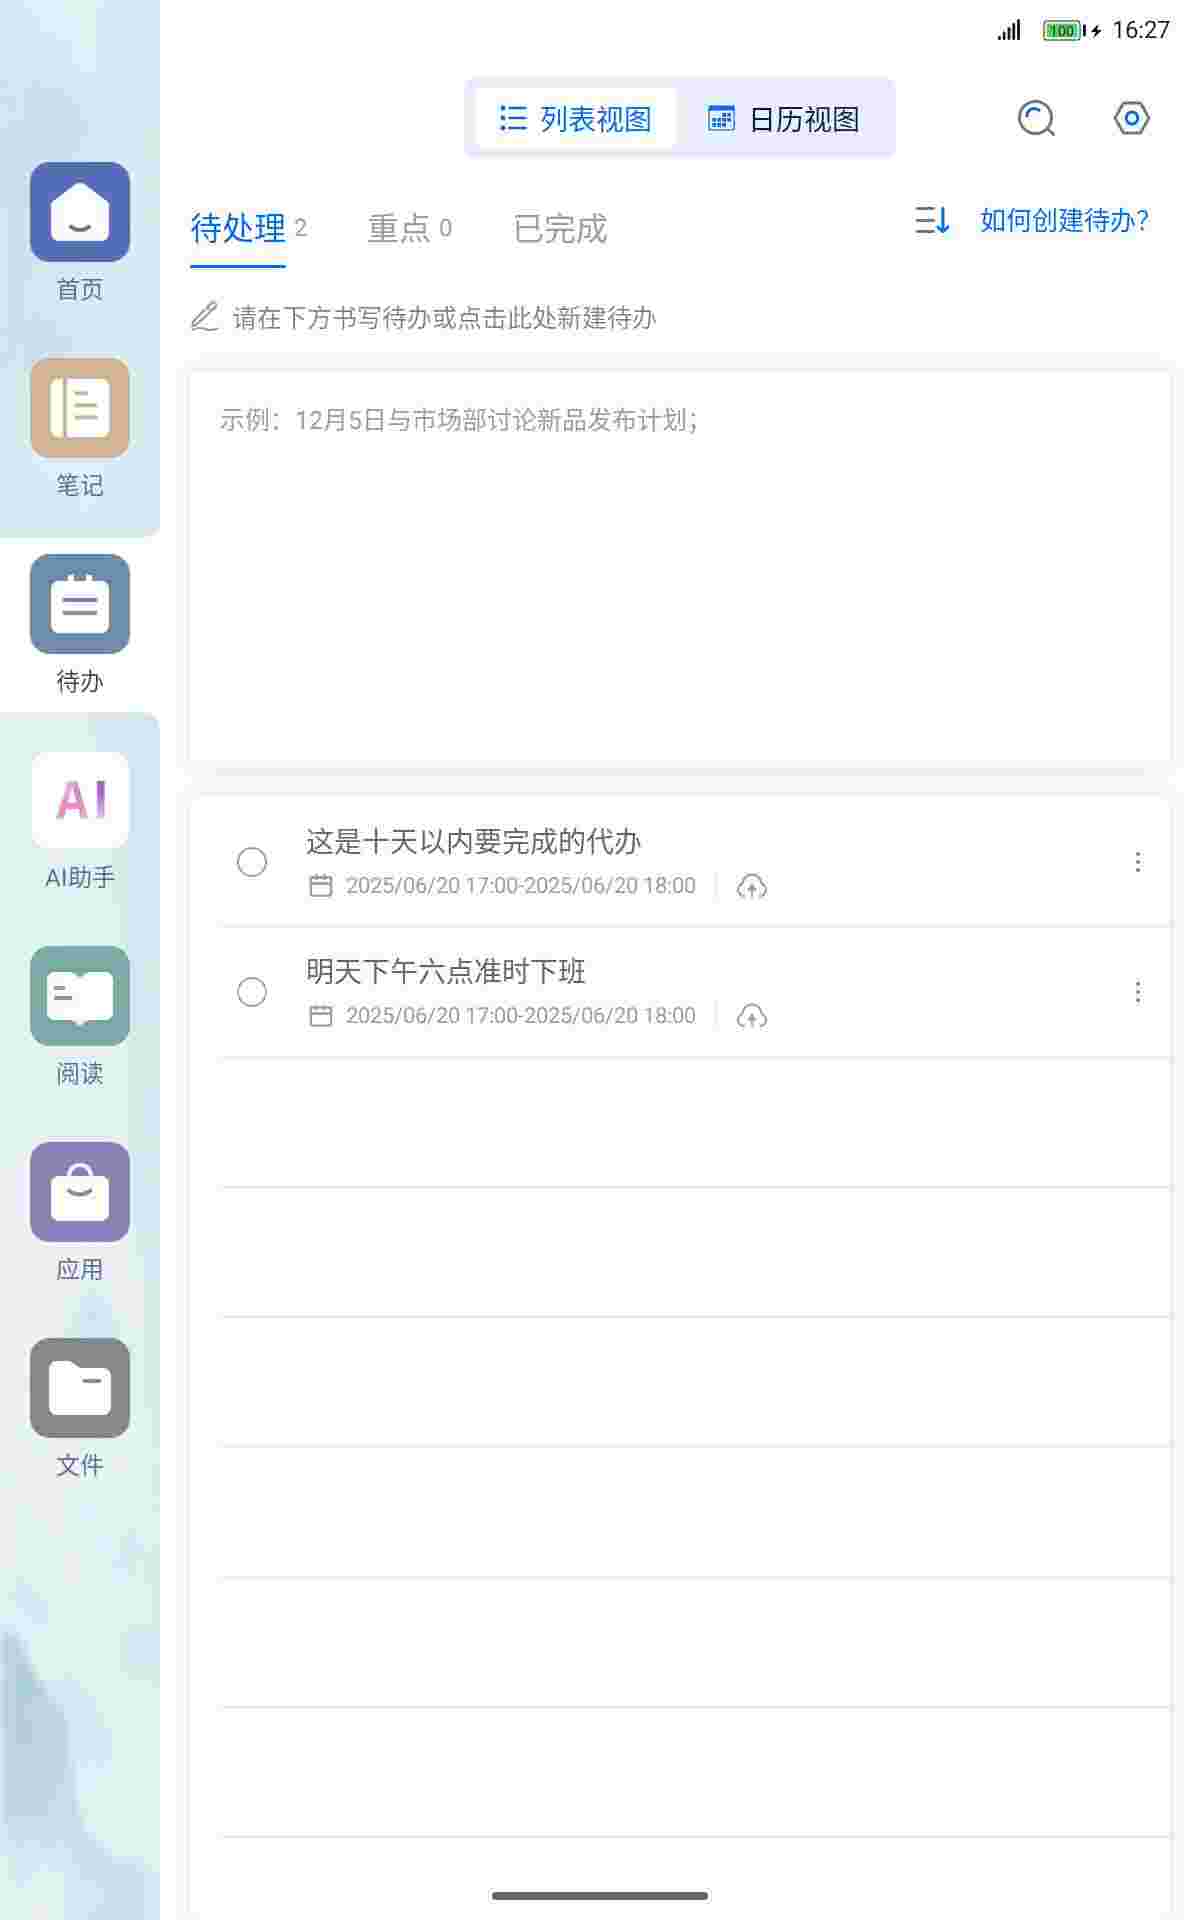 100 16:27
列表视图 日历视图
待处理 2 重点 0 已完成 如何创建待办?
请在下方书写待办或点击此处新建待办
示例：12月5日与市场部讨论新品发布计划；
首页
笔记
待办
AI
AI助手
阅读
应用
文件
这是十天以内要完成的代办
2025/06/20 17:00-2025/06/20 18:00
明天下午六点准时下班
2025/06/20 17:00-2025/06/20 18:00